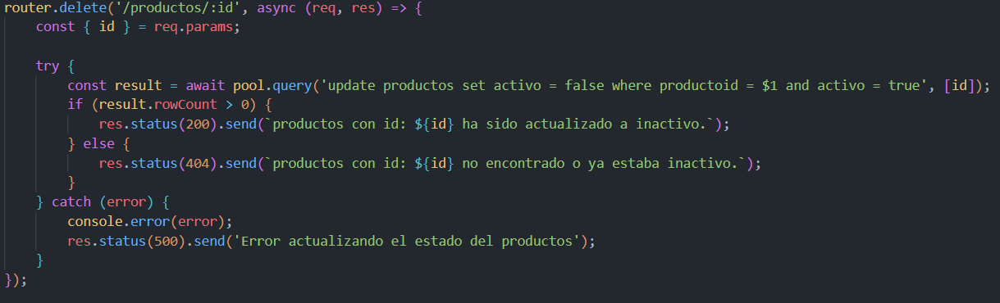 router.delete('/productos/:id', async (req, res) => {
    const { id } = req.params;

    try {
        const result = await pool.query('update productos set activo = false where productoid = $1 and activo = true', [id]);
        if (result.rowCount > 0) {
            res.status(200).send(`productos con id: ${id} ha sido actualizado a inactivo.`);
        } else {
            res.status(404).send(`productos con id: ${id} no encontrado o ya estaba inactivo.`);
        }
    } catch (error) {
        console.error(error);
        res.status(500).send('Error actualizando el estado del productos');
    }
});